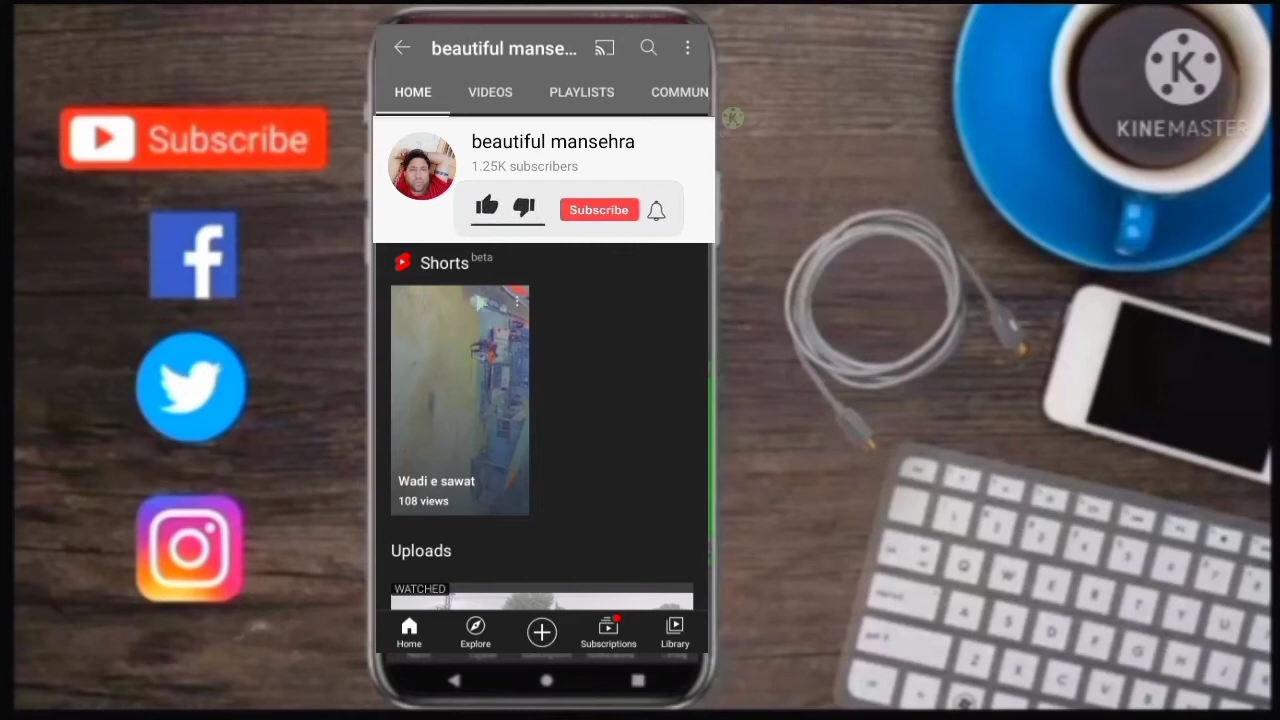 beautiful manse...
HOME VIDEOS PLAYLISTS COMMUN
beautiful mansehra
1.25K subscribers
Subscribe
Shorts beta
Wadi e sawat
108 views
Uploads
WATCHED
Home Explore Subscriptions Library
Subscribe
K
KINEMASTER
K
Q W E R T Y U
A S D F
Z X C V